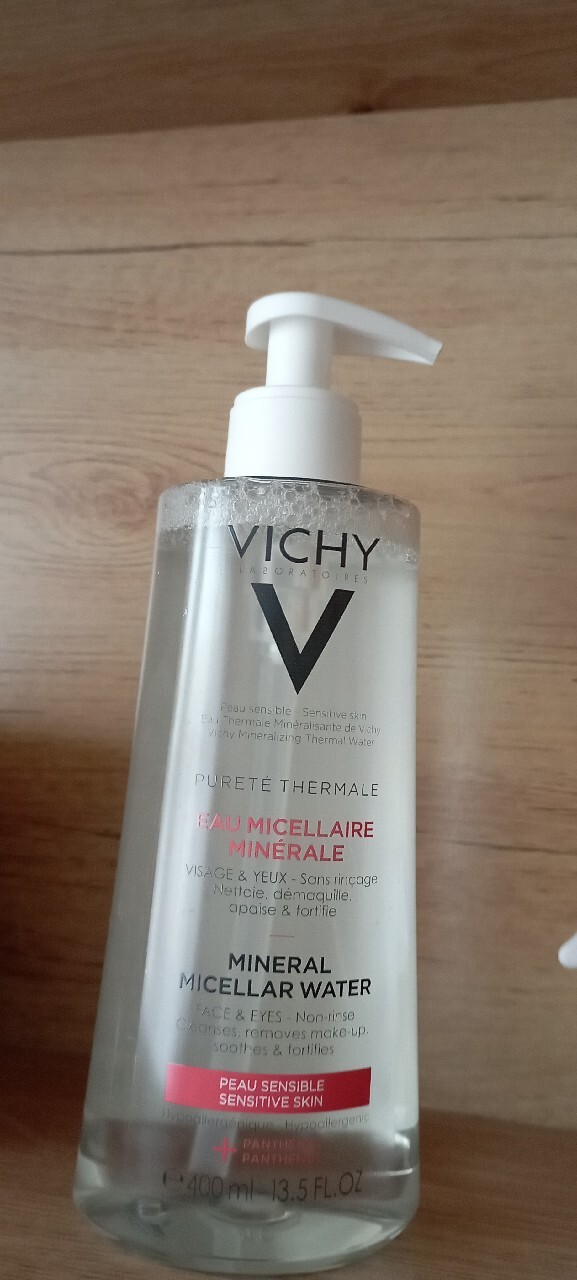 VICHY
LABORATOIRES
V
Peau sensible - Sensitive skin
Eau Thermale Minéralisante de Vichy
Vichy Mineralizing Thermal Water
PURETÉ THERMALE
EAU MICELLAIRE
MINÉRALE
VISAGE & YEUX - Sans rinçage
Nettoie, démaquille,
apaise & fortifie
MINERAL
MICELLAR WATER
FACE & EYES - Non-rinse
Cleanses, removes make-up,
soothes & fortifies
PEAU SENSIBLE
SENSITIVE SKIN
Hypoallergénique - Hypoallergenic
+ PANTHÉNOL
PANTHENOL
℮ 400 ml - 13.5 FL.OZ